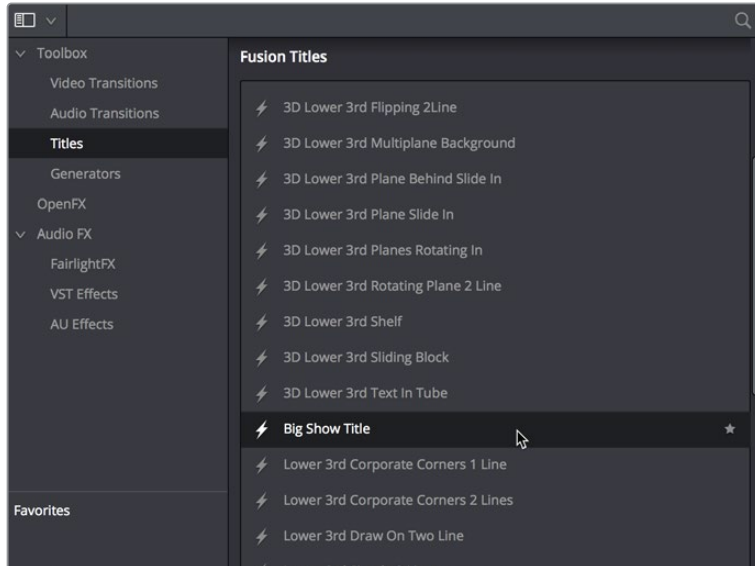 Toolbox
Video Transitions
Audio Transitions
Titles
Generators
OpenFX
Audio FX
FairlightFX
VST Effects
AU Effects
Favorites
Fusion Titles
3D Lower 3rd Flipping 2Line
3D Lower 3rd Multiplane Background
3D Lower 3rd Plane Behind Slide In
3D Lower 3rd Plane Slide In
3D Lower 3rd Planes Rotating In
3D Lower 3rd Rotating Plane 2 Line
3D Lower 3rd Shelf
3D Lower 3rd Sliding Block
3D Lower 3rd Text In Tube
Big Show Title
Lower 3rd Corporate Corners 1 Line
Lower 3rd Corporate Corners 2 Lines
Lower 3rd Draw On Two Line